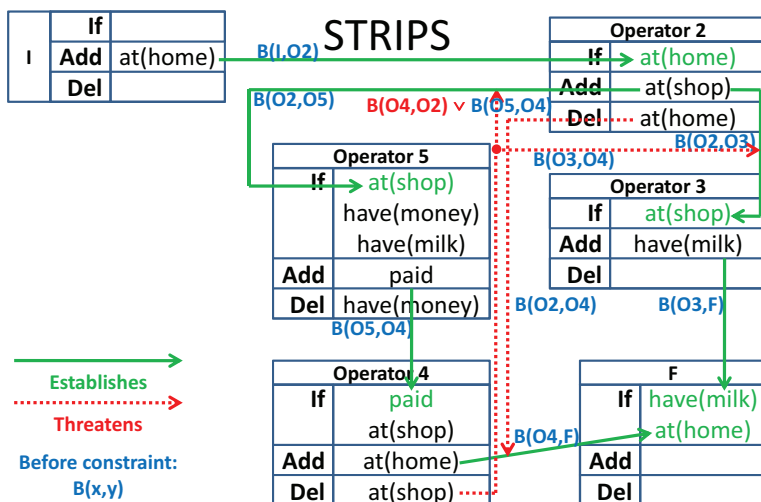 STRIPS
I
If
Add at(home)
Del
B(I,O2)
Operator 2
If at(home)
Add at(shop)
Del at(home)
B(O2,O5)
B(O4,O2) ∨ B(O5,O4)
B(O2,O3)
B(O3,O4)
Operator 5
If at(shop)
have(money)
have(milk)
Add paid
Del have(money)
Operator 3
If at(shop)
Add have(milk)
Del
B(O5,O4)
B(O2,O4)
B(O3,F)
Establishes
Threatens
Before constraint:
B(x,y)
Operator 4
If paid
at(shop)
Add at(home)
Del at(shop)
B(O4,F)
F
If have(milk)
at(home)
Add
Del